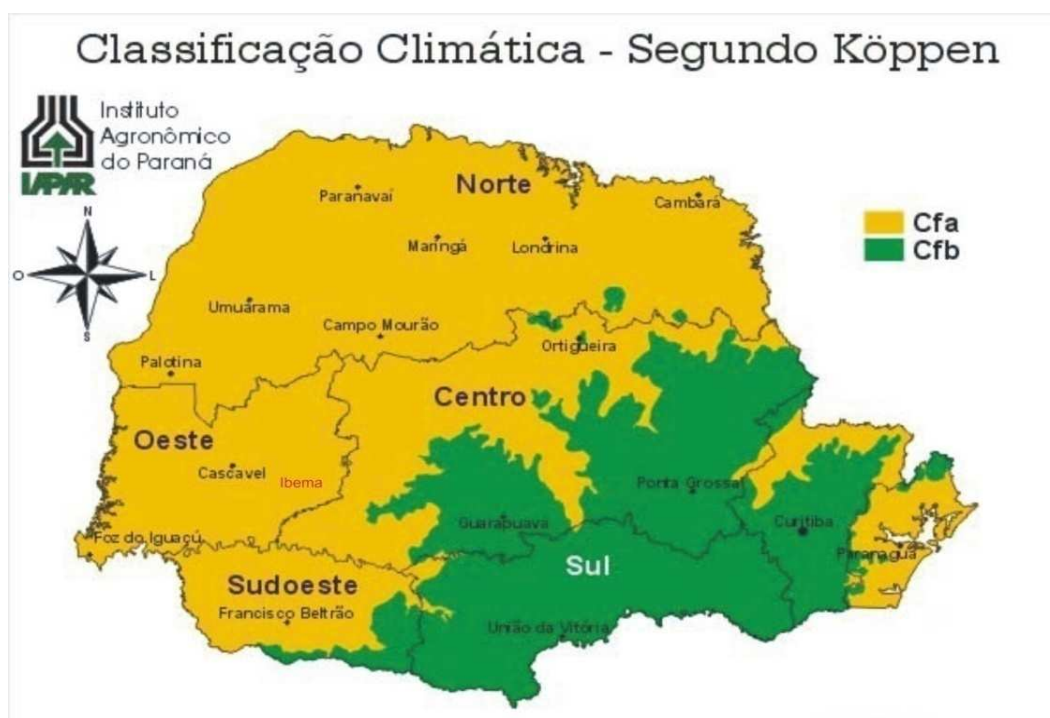 Classificação Climática - Segundo Köppen
Instituto
Agronômico
do Paraná
IAPAR
N
O
L
S
Norte
Paranavaí
Cambará
Maringá
Londrina
Cfa
Cfb
Umuarama
Campo Mourão
Ortigueira
Palotina
Centro
Oeste
Cascavel
Ibema
Ponta Grossa
Guarapuava
Curitiba
Foz do Iguaçú
Paranaguá
Sul
Sudoeste
Francisco Beltrão
União da Vitória